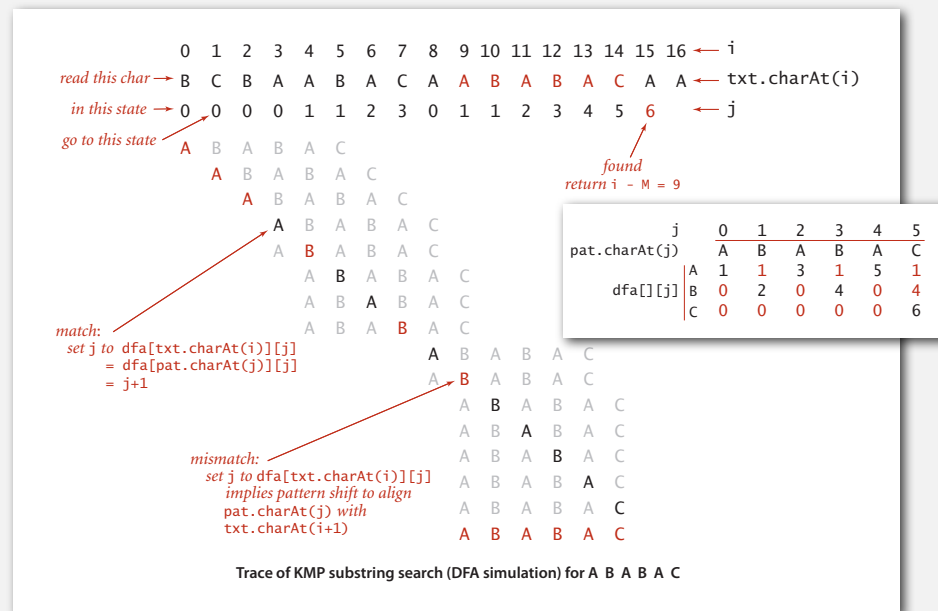 0 1 2 3 4 5 6 7 8 9 10 11 12 13 14 15 16 ← i
read this char → B C B A A B A C A A B A B A C A A ← txt.charAt(i)
in this state → 0 0 0 0 1 1 2 3 0 1 1 2 3 4 5 6 ← j
go to this state
A B A B A C
found
return i - M = 9
A B A B A C
A B A B A C
A B A B A C
A B A B A C
A B A B A C
A B A B A C
A B A B A C
j 0 1 2 3 4 5
pat.charAt(j) A B A B A C
A 1 1 3 1 5 1
dfa[][j] B 0 2 0 4 0 4
C 0 0 0 0 0 6
match:
set j to dfa[txt.charAt(i)][j]
= dfa[pat.charAt(j)][j]
= j+1
A B A B A C
A B A B A C
A B A B A C
A B A B A C
A B A B A C
A B A B A C
A B A B A C
A B A B A C
mismatch:
set j to dfa[txt.charAt(i)][j]
implies pattern shift to align
pat.charAt(j) with
txt.charAt(i+1)
Trace of KMP substring search (DFA simulation) for A B A B A C